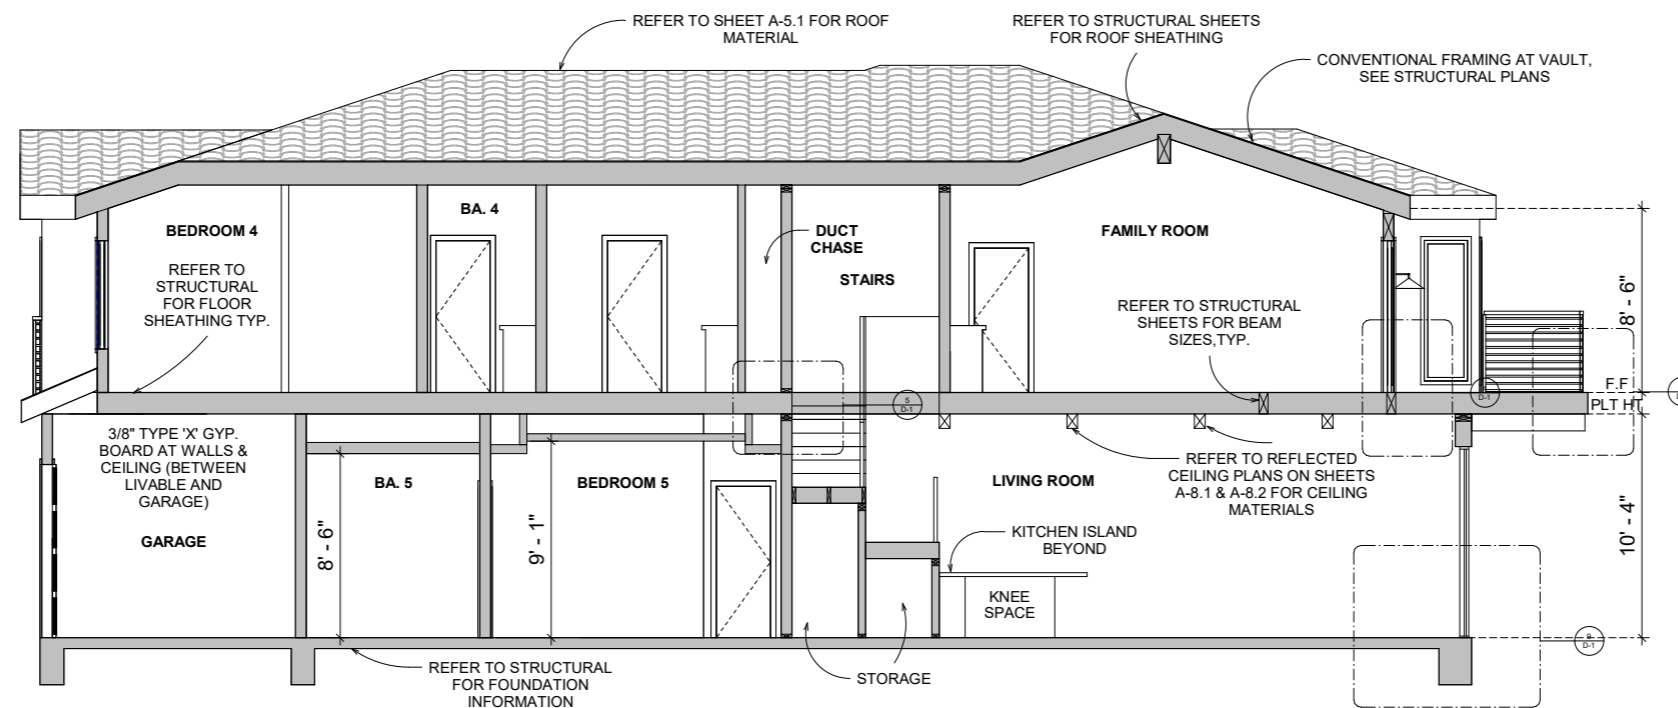 REFER TO SHEET A-5.1 FOR ROOF
MATERIAL
REFER TO STRUCTURAL SHEETS
FOR ROOF SHEATHING
CONVENTIONAL FRAMING AT VAULT,
SEE STRUCTURAL PLANS
BEDROOM 4
REFER TO
STRUCTURAL
FOR FLOOR
SHEATHING TYP.
BA. 4
DUCT
CHASE
STAIRS
FAMILY ROOM
REFER TO STRUCTURAL
SHEETS FOR BEAM
SIZES,TYP.
8' - 6"
F.F
PLT HT
5
D-1
D-1
3/8" TYPE 'X' GYP.
BOARD AT WALLS &
CEILING (BETWEEN
LIVABLE AND
GARAGE)
GARAGE
8' - 6"
BA. 5
9' - 1"
BEDROOM 5
LIVING ROOM
REFER TO REFLECTED
CEILING PLANS ON SHEETS
A-8.1 & A-8.2 FOR CEILING
MATERIALS
10' - 4"
KITCHEN ISLAND
BEYOND
KNEE
SPACE
D-1
REFER TO STRUCTURAL
FOR FOUNDATION
INFORMATION
STORAGE